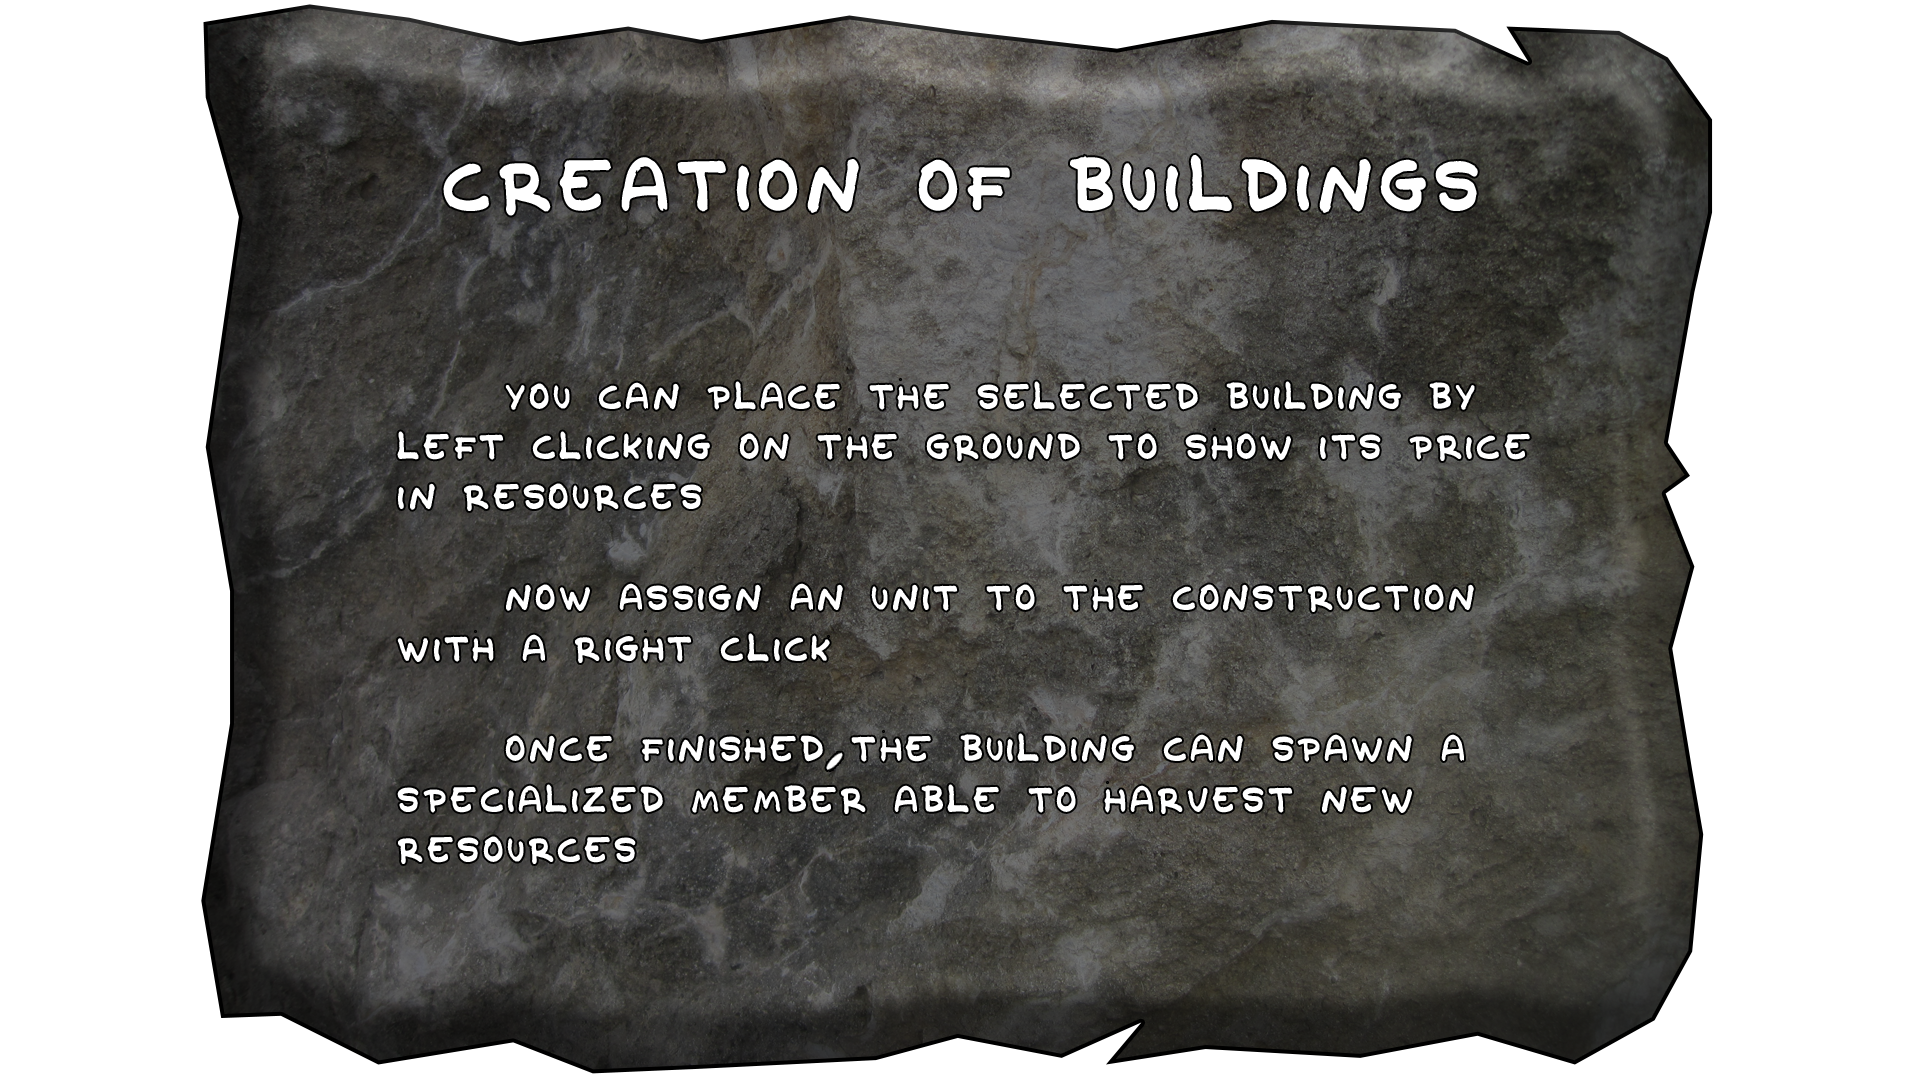 CREATION OF BUILDINGS
YOU CAN PLACE THE SELECTED BUILDING BY
LEFT CLICKING ON THE GROUND TO SHOW ITS PRICE
IN RESOURCES
NOW ASSIGN AN UNIT TO THE CONSTRUCTION
WITH A RIGHT CLICK
ONCE FINISHED,THE BUILDING CAN SPAWN A
SPECIALIZED MEMBER ABLE TO HARVEST NEW
RESOURCES